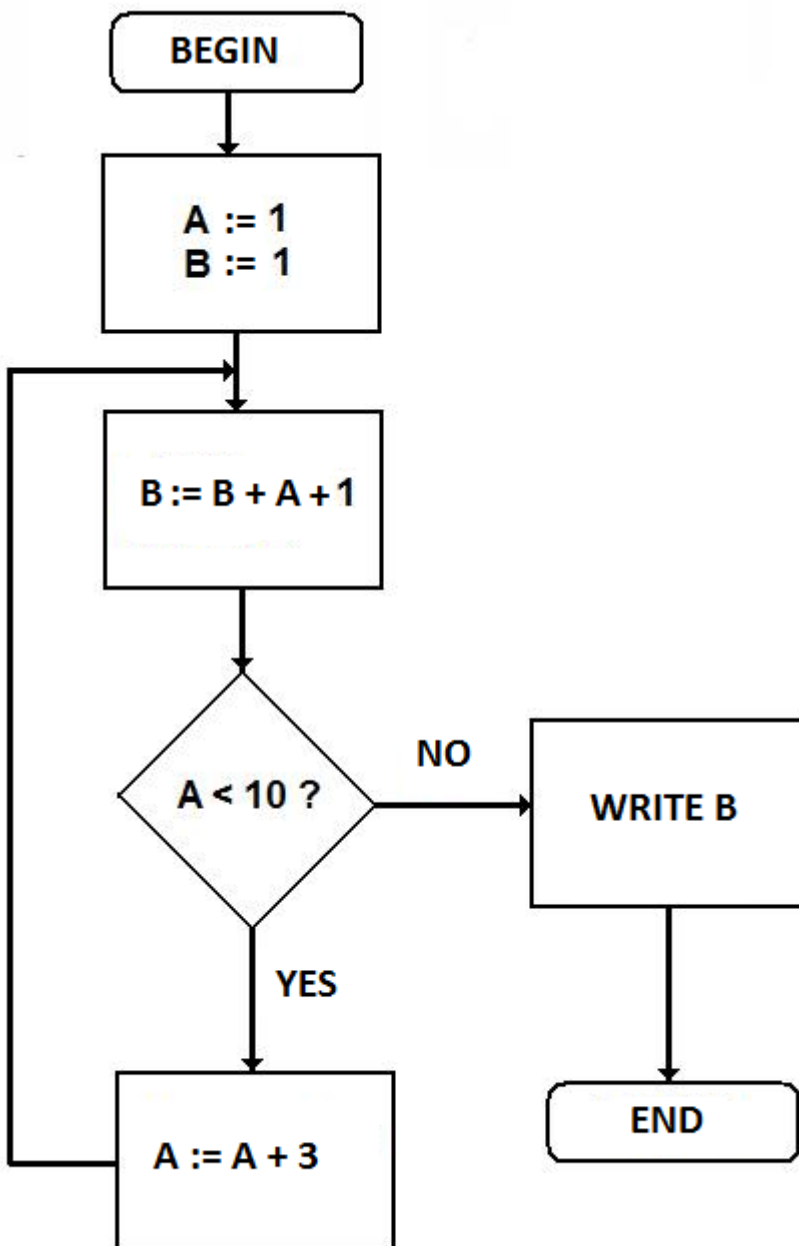 BEGIN
A := 1
B := 1
B := B + A + 1
A < 10 ?
NO
WRITE B
YES
END
A := A + 3